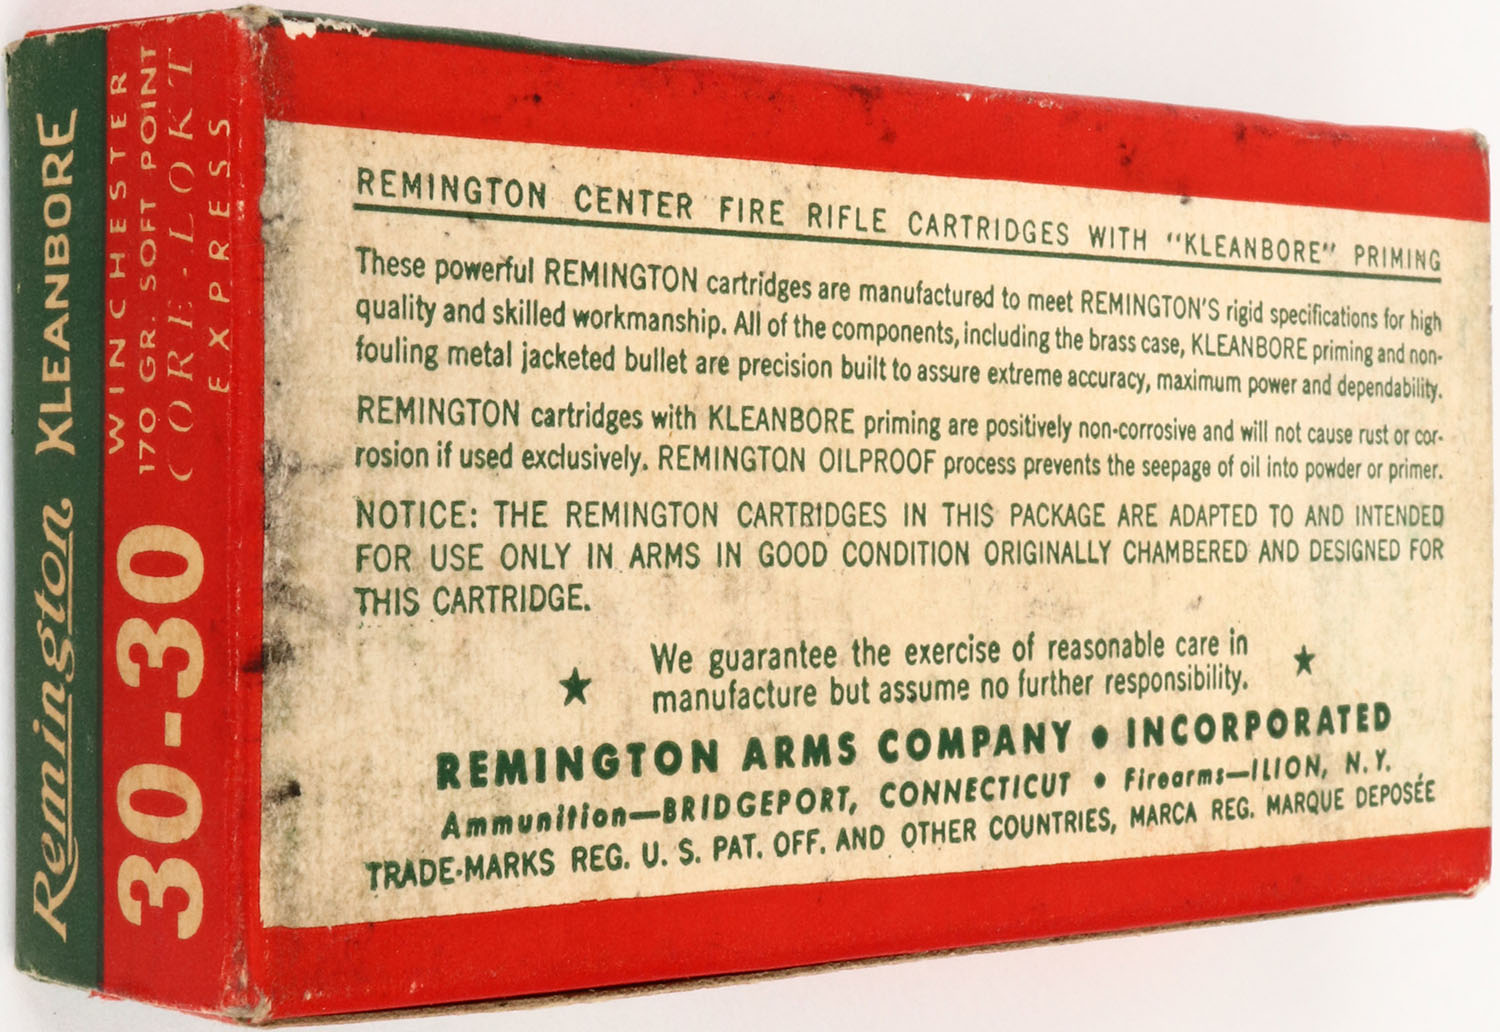 Remington KLEANBORE
30-30 WINCHESTER
170 GR. SOFT POINT
CORE-LOKT
EXPRESS
REMINGTON CENTER FIRE RIFLE CARTRIDGES WITH "KLEANBORE" PRIMING
These powerful REMINGTON cartridges are manufactured to meet REMINGTON'S rigid specifications for high
quality and skilled workmanship. All of the components, including the brass case, KLEANBORE priming and non-
fouling metal jacketed bullet are precision built to assure extreme accuracy, maximum power and dependability.
REMINGTON cartridges with KLEANBORE priming are positively non-corrosive and will not cause rust or cor-
rosion if used exclusively. REMINGTON OILPROOF process prevents the seepage of oil into powder or primer.
NOTICE: THE REMINGTON CARTRIDGES IN THIS PACKAGE ARE ADAPTED TO AND INTENDED
FOR USE ONLY IN ARMS IN GOOD CONDITION ORIGINALLY CHAMBERED AND DESIGNED FOR
THIS CARTRIDGE.
We guarantee the exercise of reasonable care in
manufacture but assume no further responsibility.
REMINGTON ARMS COMPANY • INCORPORATED
Ammunition—BRIDGEPORT, CONNECTICUT • Firearms—ILION, N.Y.
TRADE-MARKS REG. U. S. PAT. OFF. AND OTHER COUNTRIES, MARCA REG. MARQUE DEPOSÉE